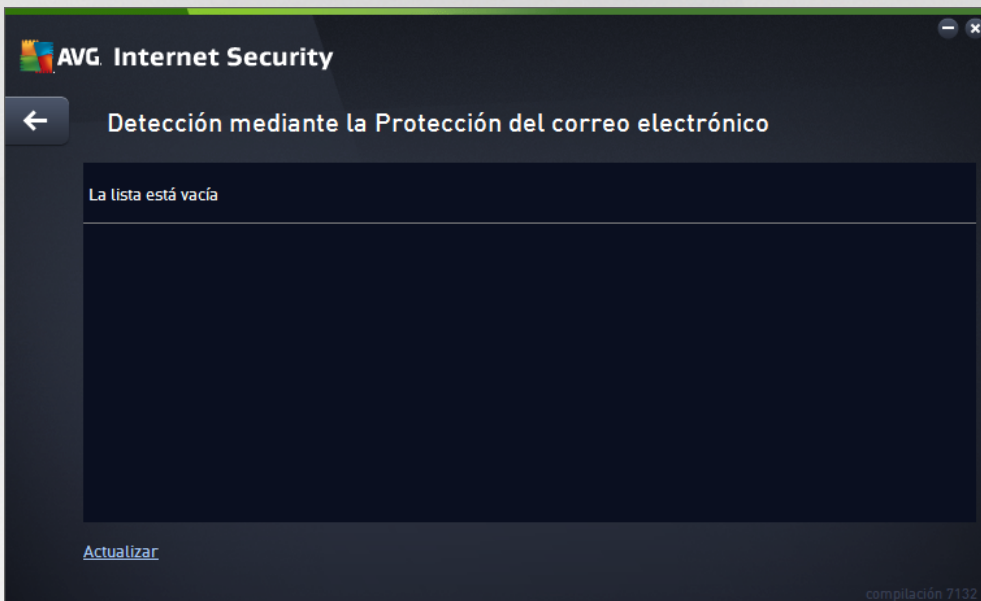 AVG. Internet Security
Detección mediante la Protección del correo electrónico
La lista está vacía
Actualizar
compilación 7132